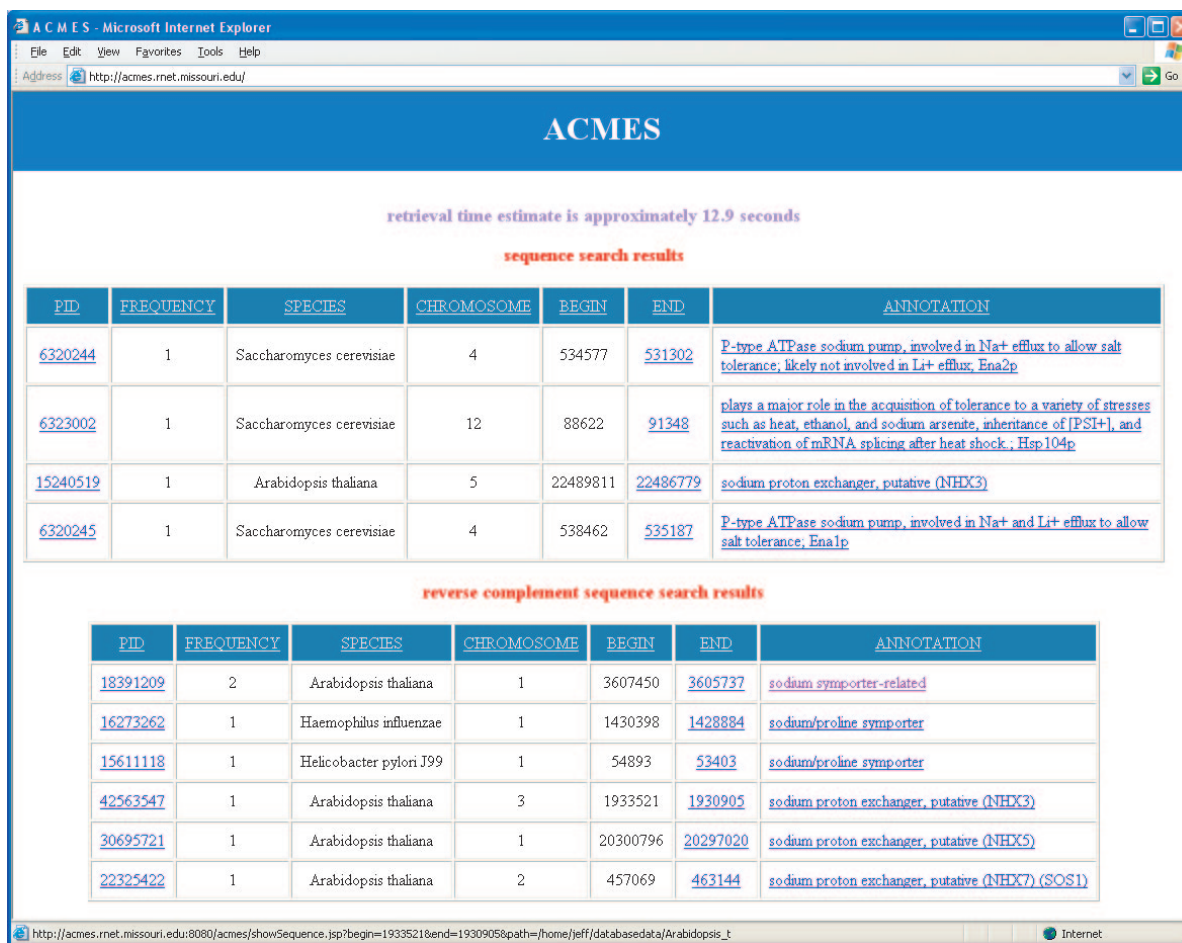 A C M E S - Microsoft Internet Explorer
File Edit View Favorites Tools Help
Address http://acmes.rnet.missouri.edu/ Go
ACMES
retrieval time estimate is approximately 12.9 seconds
sequence search results
PID FREQUENCY SPECIES CHROMOSOME BEGIN END ANNOTATION
6320244 1 Saccharomyces cerevisiae 4 534577 531302 P-type ATPase sodium pump, involved in Na+ efflux to allow salt
tolerance; likely not involved in Li+ efflux; Ena2p
6323002 1 Saccharomyces cerevisiae 12 88622 91348 plays a major role in the acquisition of tolerance to a variety of stresses
such as heat, ethanol, and sodium arsenite, inheritance of [PSI+], and
reactivation of mRNA splicing after heat shock.; Hsp104p
15240519 1 Arabidopsis thaliana 5 22489811 22486779 sodium proton exchanger, putative (NHX3)
6320245 1 Saccharomyces cerevisiae 4 538462 535187 P-type ATPase sodium pump, involved in Na+ and Li+ efflux to allow
salt tolerance; Ena1p
reverse complement sequence search results
PID FREQUENCY SPECIES CHROMOSOME BEGIN END ANNOTATION
18391209 2 Arabidopsis thaliana 1 3607450 3605737 sodium symporter-related
16273262 1 Haemophilus influenzae 1 1430398 1428884 sodium/proline symporter
15611118 1 Helicobacter pylori J99 1 54893 53403 sodium/proline symporter
42563547 1 Arabidopsis thaliana 3 1933521 1930905 sodium proton exchanger, putative (NHX3)
30695721 1 Arabidopsis thaliana 1 20300796 20297020 sodium proton exchanger, putative (NHX5)
22325422 1 Arabidopsis thaliana 2 457069 463144 sodium proton exchanger, putative (NHX7) (SOS1)
http://acmes.rnet.missouri.edu:8080/acmes/showSequence.jsp?begin=1933521&end=1930905&path=/home/jeff/databasedata/Arabidopsis_t Internet